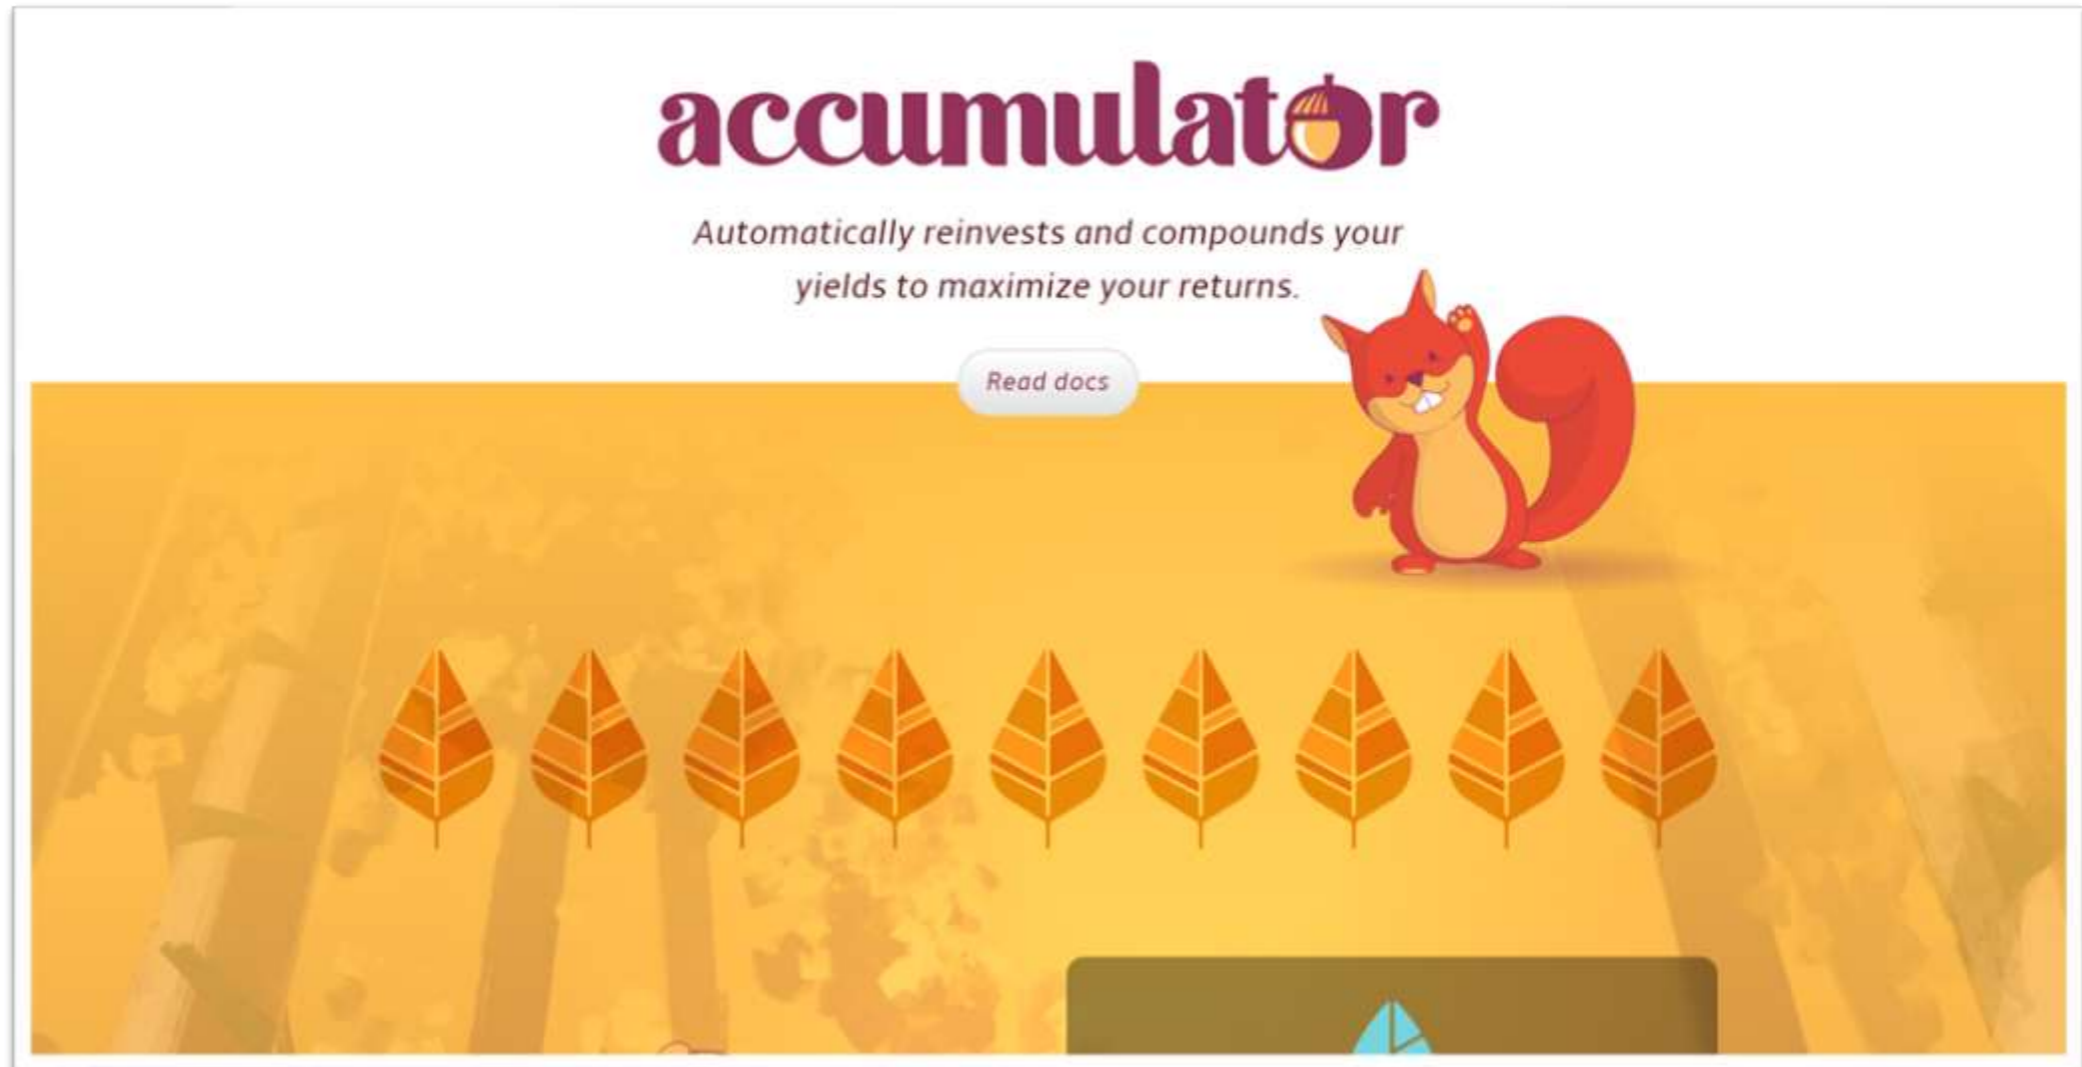 accumulator
Automatically reinvests and compounds your
yields to maximize your returns.
Read docs